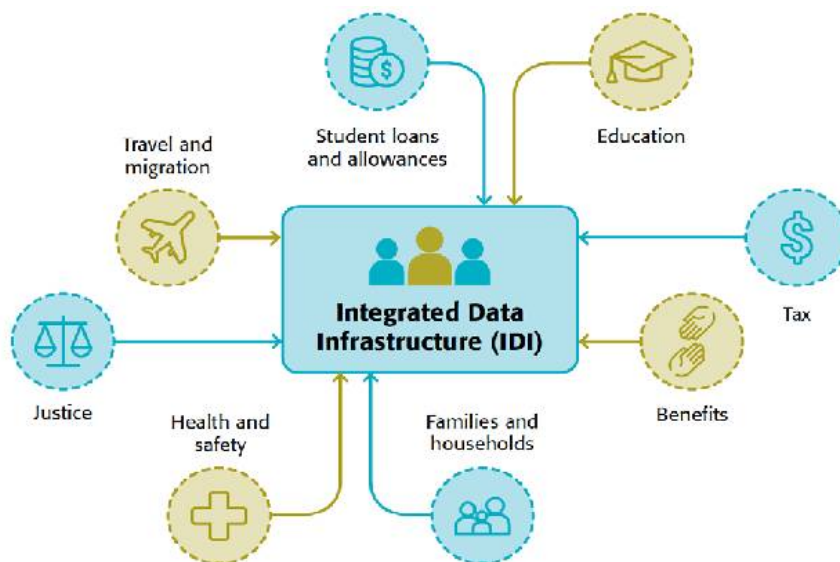 Student loans
and allowances
Education
Travel and
migration
Integrated Data
Infrastructure (IDI)
$
Tax
Justice
Benefits
Health and
safety
Families and
households
$